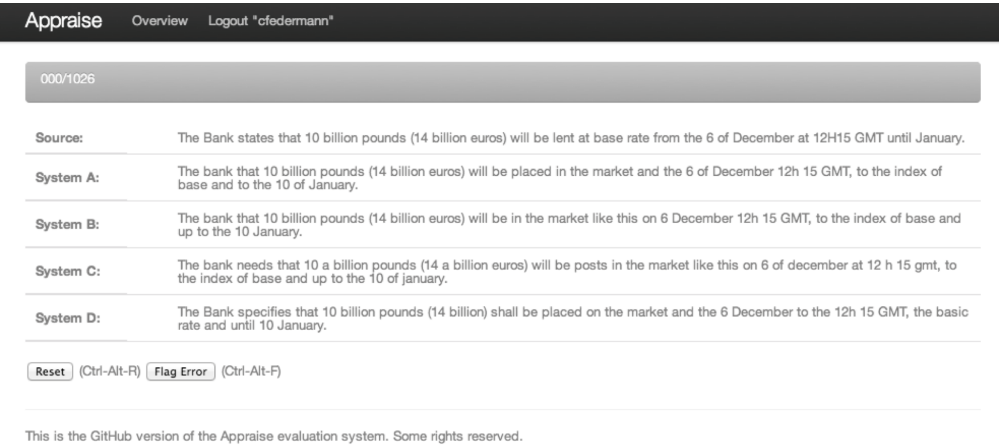 Appraise Overview Logout "cfedermann"
000/1026
Source: The Bank states that 10 billion pounds (14 billion euros) will be lent at base rate from the 6 of December at 12H15 GMT until January.
System A: The bank that 10 billion pounds (14 billion euros) will be placed in the market and the 6 of December 12h 15 GMT, to the index of
base and to the 10 of January.
System B: The bank that 10 billion pounds (14 billion euros) will be in the market like this on 6 December 12h 15 GMT, to the index of base and
up to the 10 January.
System C: The bank needs that 10 a billion pounds (14 a billion euros) will be posts in the market like this on 6 of december at 12 h 15 gmt, to
the index of base and up to the 10 of january.
System D: The Bank specifies that 10 billion pounds (14 billion) shall be placed on the market and the 6 December to the 12h 15 GMT, the basic
rate and until 10 January.
Reset (Ctrl-Alt-R) Flag Error (Ctrl-Alt-F)
This is the GitHub version of the Appraise evaluation system. Some rights reserved.